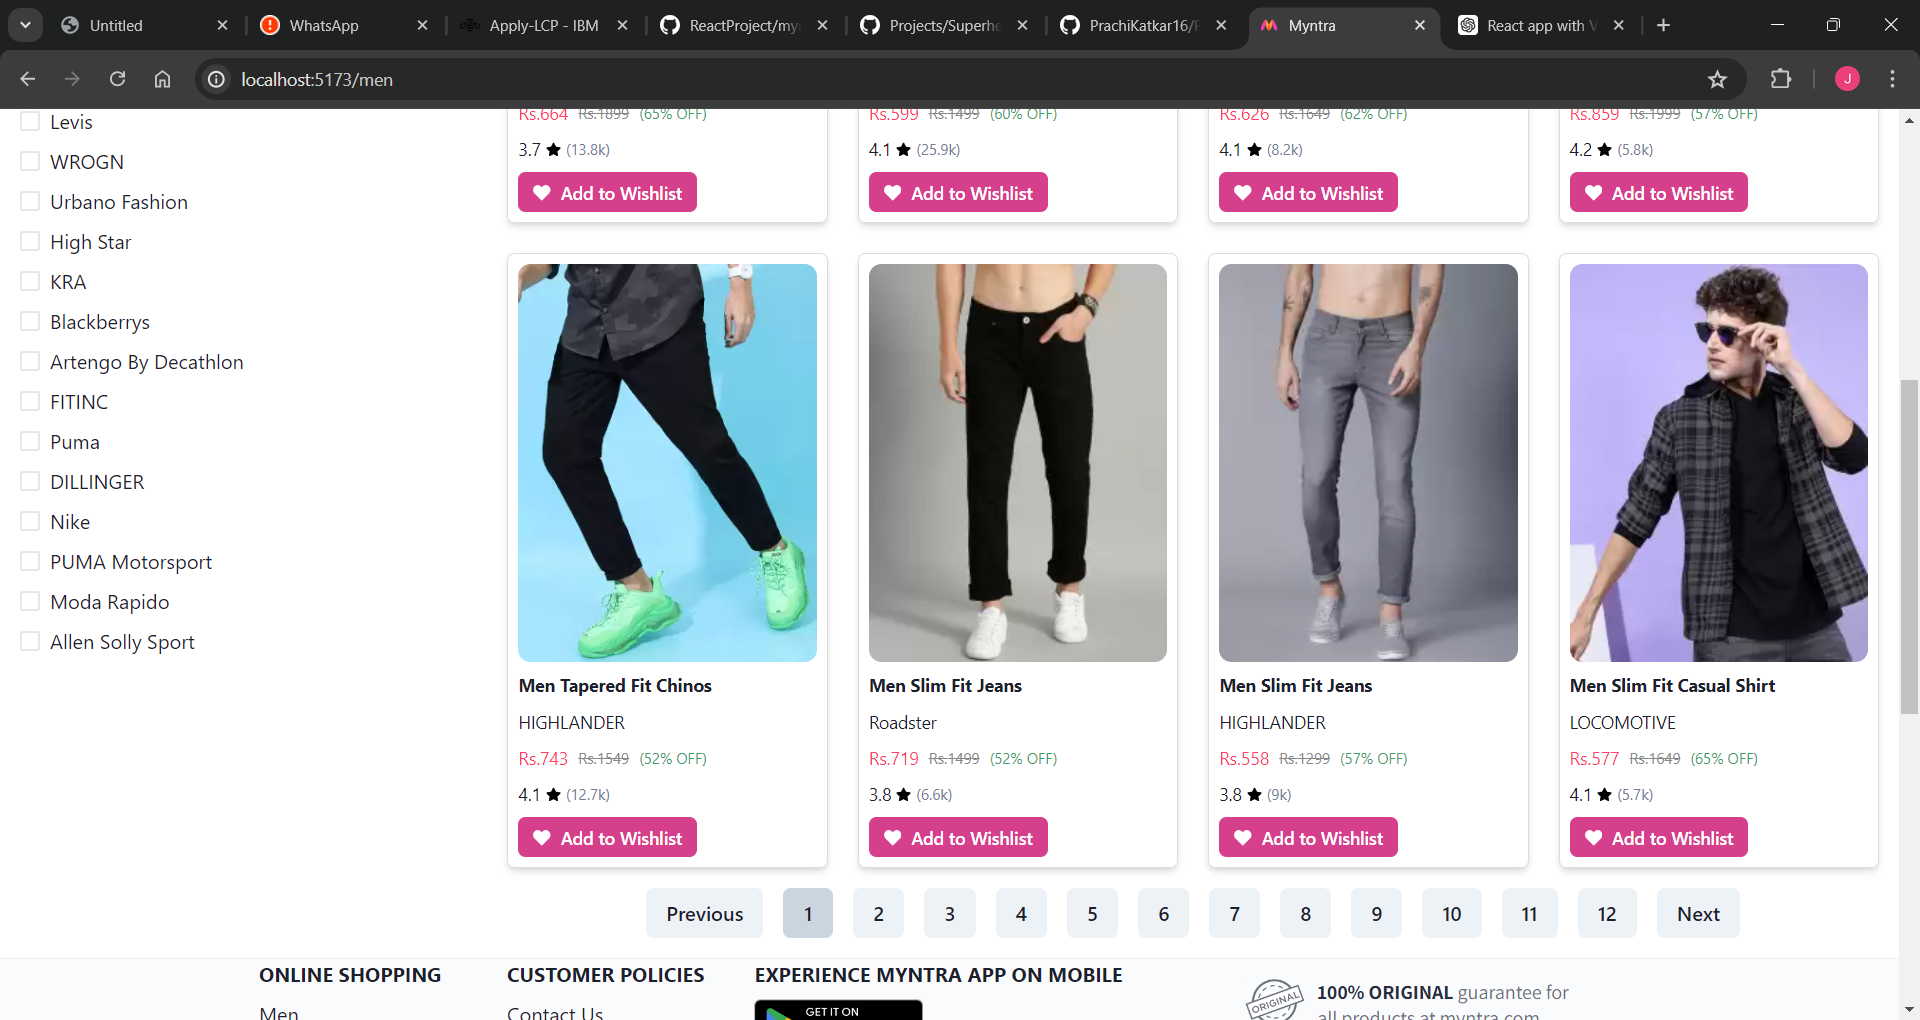 Untitled
WhatsApp
Apply-LCP - IBM
ReactProject/my
Projects/Superhe
PrachiKatkar16/
Myntra
React app with
localhost:5173/men
Levis
WROGN
Urbano Fashion
High Star
KRA
Blackberrys
Artengo By Decathlon
FITINC
Puma
DILLINGER
Nike
PUMA Motorsport
Moda Rapido
Allen Solly Sport
Rs.664 Rs.1899 (65% OFF)
3.7 ★ (13.8k)
Add to Wishlist
Rs.599 Rs.1499 (60% OFF)
4.1 ★ (25.9k)
Add to Wishlist
Rs.626 Rs.1649 (62% OFF)
4.1 ★ (8.2k)
Add to Wishlist
Rs.859 Rs.1999 (57% OFF)
4.2 ★ (5.8k)
Add to Wishlist
Men Tapered Fit Chinos
HIGHLANDER
Rs.743 Rs.1549 (52% OFF)
4.1 ★ (12.7k)
Add to Wishlist
Men Slim Fit Jeans
Roadster
Rs.719 Rs.1499 (52% OFF)
3.8 ★ (6.6k)
Add to Wishlist
Men Slim Fit Jeans
HIGHLANDER
Rs.558 Rs.1299 (57% OFF)
3.8 ★ (9k)
Add to Wishlist
Men Slim Fit Casual Shirt
LOCOMOTIVE
Rs.577 Rs.1649 (65% OFF)
4.1 ★ (5.7k)
Add to Wishlist
Previous 1 2 3 4 5 6 7 8 9 10 11 12 Next
ONLINE SHOPPING
Men
CUSTOMER POLICIES
Contact Us
EXPERIENCE MYNTRA APP ON MOBILE
GET IT ON
ORIGINAL
100% ORIGINAL guarantee for
all products at myntra.com
J